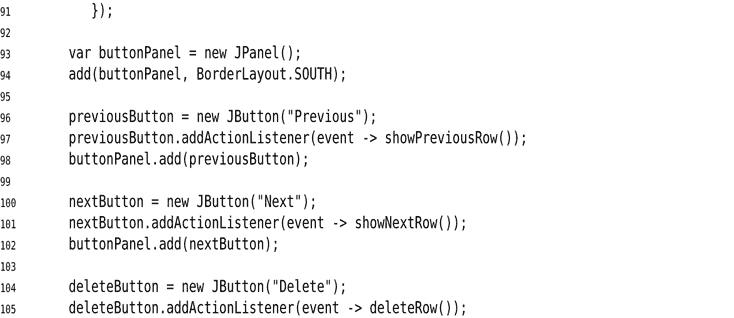 91         });
92
93      var buttonPanel = new JPanel();
94      add(buttonPanel, BorderLayout.SOUTH);
95
96      previousButton = new JButton("Previous");
97      previousButton.addActionListener(event -> showPreviousRow());
98      buttonPanel.add(previousButton);
99
100      nextButton = new JButton("Next");
101      nextButton.addActionListener(event -> showNextRow());
102      buttonPanel.add(nextButton);
103
104      deleteButton = new JButton("Delete");
105      deleteButton.addActionListener(event -> deleteRow());